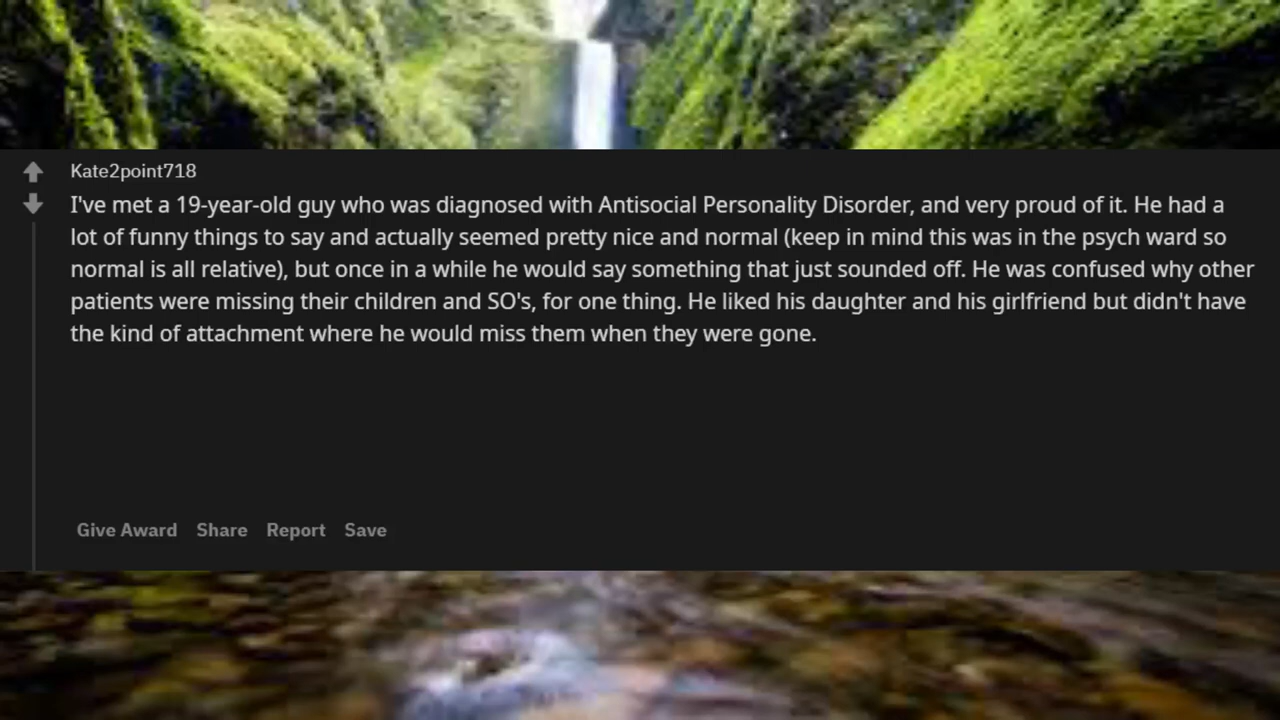 Kate2point718
I've met a 19-year-old guy who was diagnosed with Antisocial Personality Disorder, and very proud of it. He had a
lot of funny things to say and actually seemed pretty nice and normal (keep in mind this was in the psych ward so
normal is all relative), but once in a while he would say something that just sounded off. He was confused why other
patients were missing their children and SO's, for one thing. He liked his daughter and his girlfriend but didn't have
the kind of attachment where he would miss them when they were gone.
Give Award Share Report Save